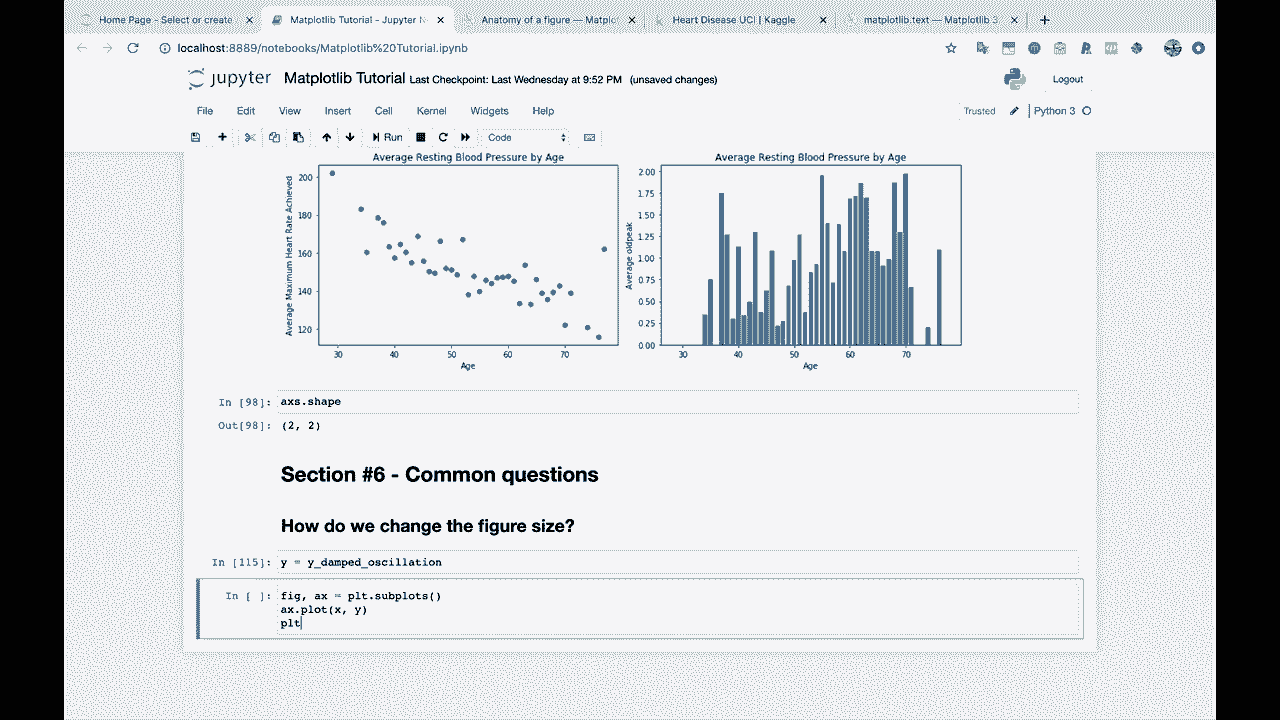 Home Page - Select or create
Matplotlib Tutorial - Jupyter N
Anatomy of a figure — Matplot
Heart Disease UCI | Kaggle
matplotlib.text — Matplotlib 3
localhost:8889/notebooks/Matplotlib%20Tutorial.ipynb
jupyter Matplotlib Tutorial Last Checkpoint: Last Wednesday at 9:52 PM (unsaved changes)
Logout
File Edit View Insert Cell Kernel Widgets Help
Trusted Python 3
Run Code
Average Resting Blood Pressure by Age
Average Maximum Heart Rate Achieved
200
180
160
140
120
30 40 50 60 70
Age
Average Resting Blood Pressure by Age
Average oldpeak
2.00
1.75
1.50
1.25
1.00
0.75
0.50
0.25
0.00
30 40 50 60 70
Age
In [98]: axs.shape
Out[98]: (2, 2)
Section #6 - Common questions
How do we change the figure size?
In [115]: y = y_damped_oscillation
In [ ]: fig, ax = plt.subplots()
ax.plot(x, y)
plt